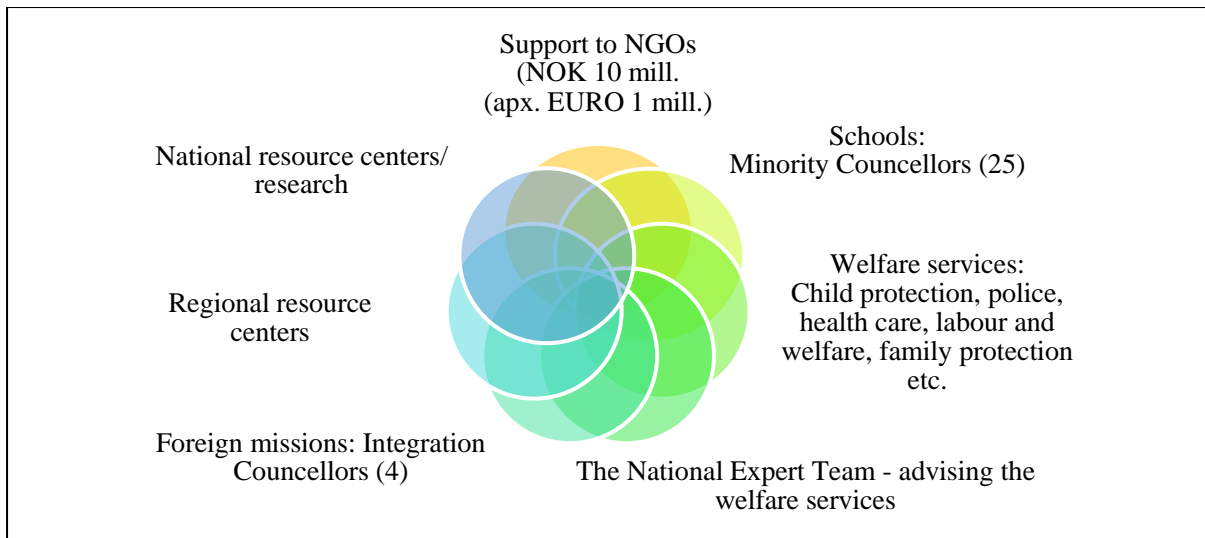 Support to NGOs
(NOK 10 mill.
(apx. EURO 1 mill.)
Schools:
Minority Councellors (25)
Welfare services:
Child protection, police,
health care, labour and
welfare, family protection
etc.
The National Expert Team - advising the
welfare services
Foreign missions: Integration
Councellors (4)
Regional resource
centers
National resource centers/
research